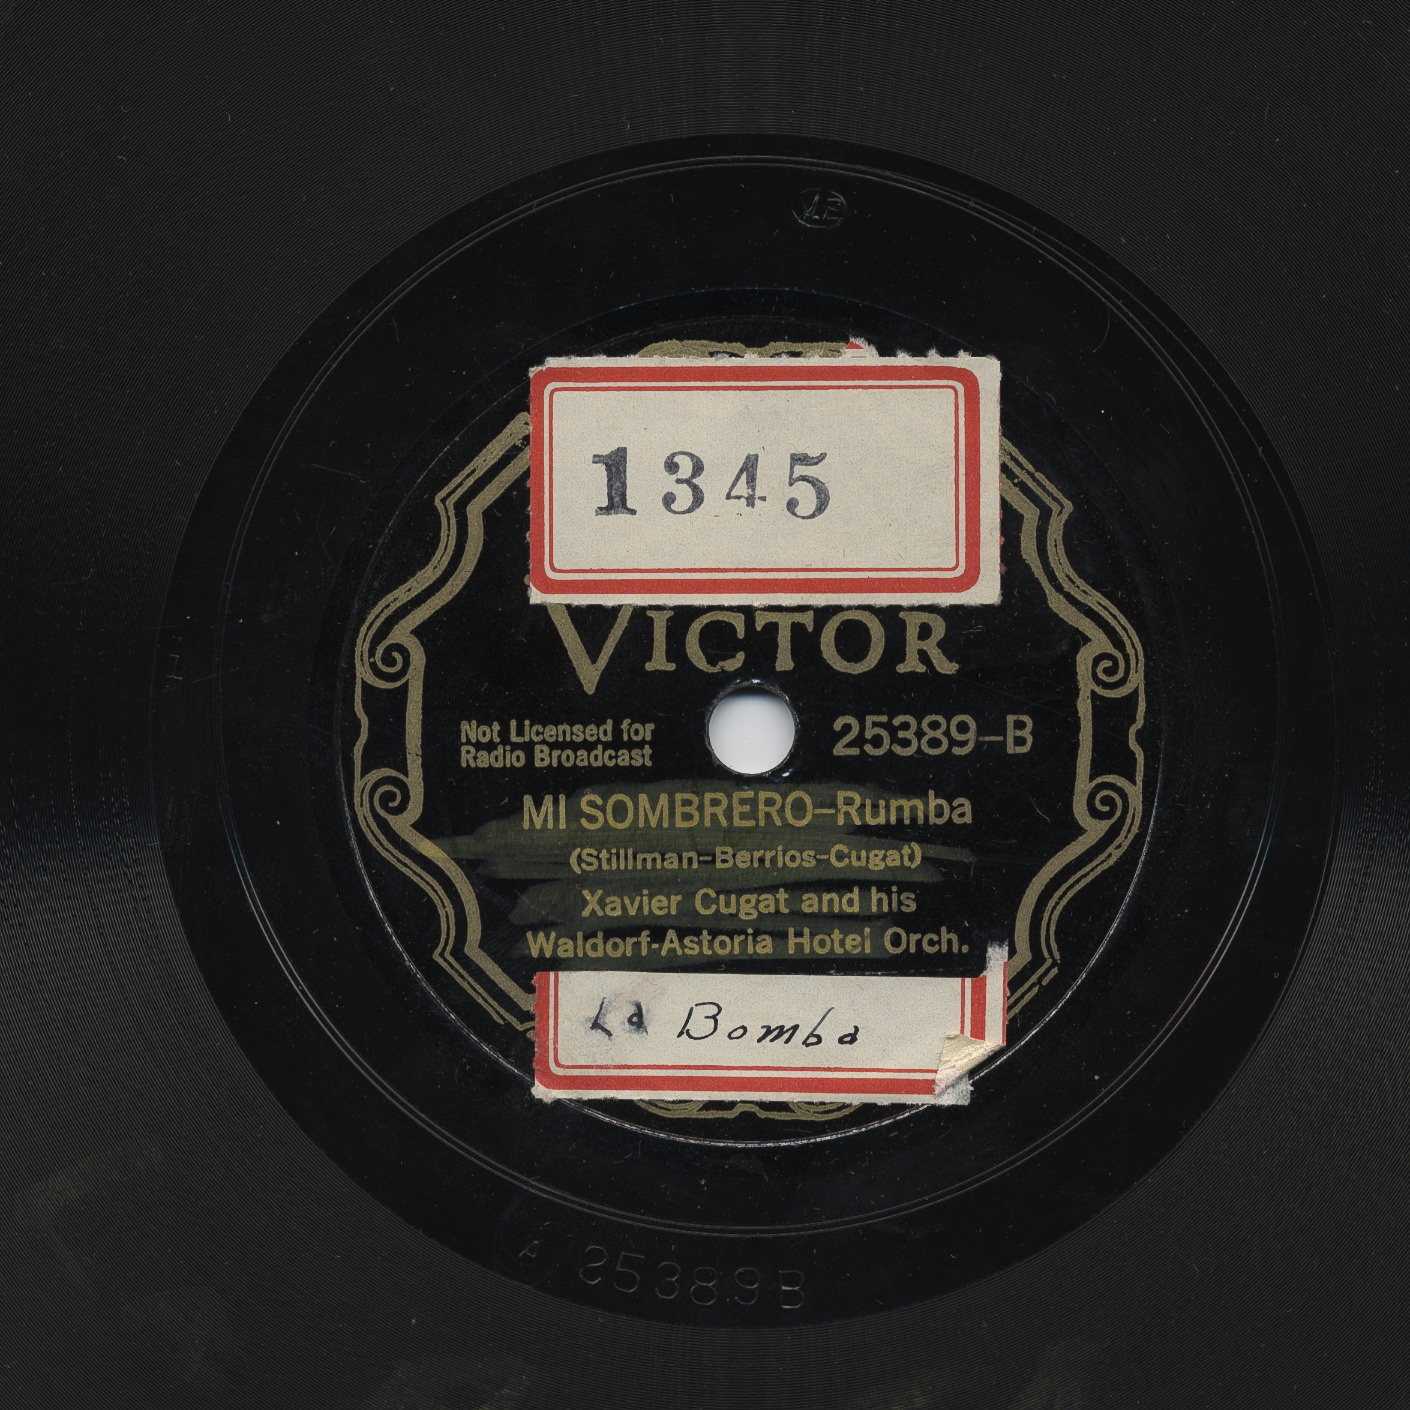 1345
VICTOR
Not Licensed for
Radio Broadcast
25389-B
MI SOMBRERO-Rumba
(Stillman-Berrios-Cugat)
Xavier Cugat and his
Waldorf-Astoria Hotel Orch.
La Bomba
A 25389B